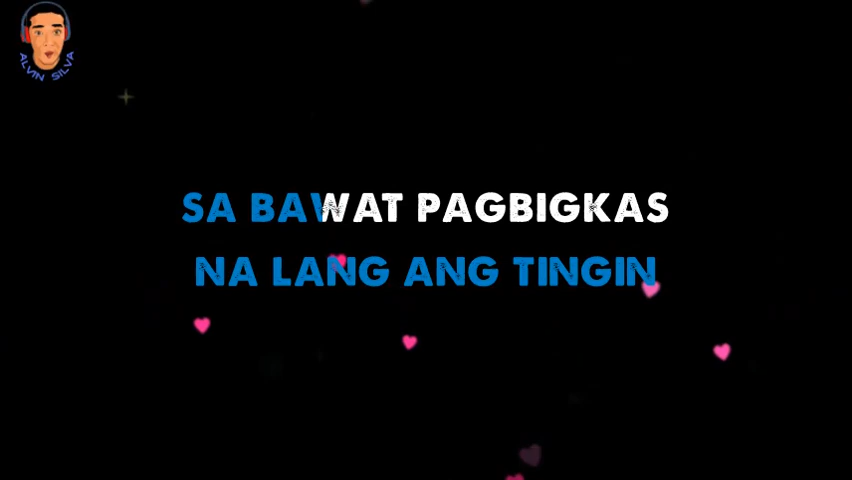 ALVIN SILVA
SA BAWAT PAGBIGKAS
NA LANG ANG TINGIN